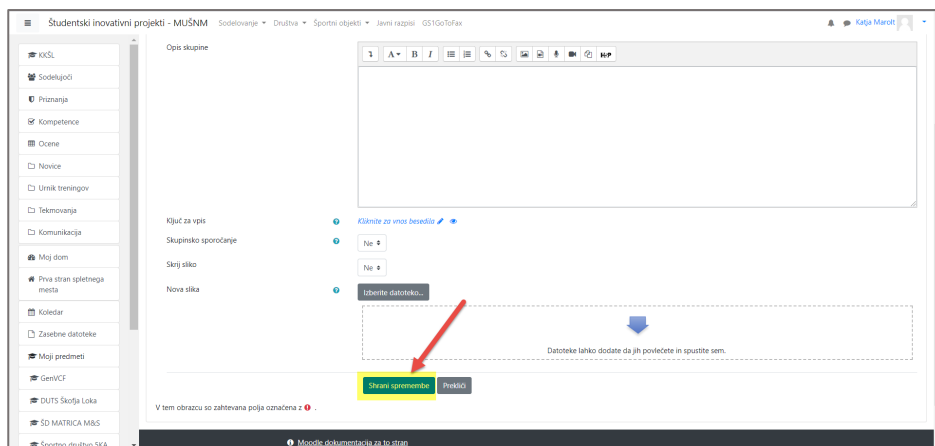 Študentski inovativni projekti - MUŠNM Sodelovanje Društva Športni objekti Javni razpisi GS1GoToFax Katja Marolt
KKŠL
Sodelujoči
Priznanja
Kompetence
Ocene
Novice
Urnik treningov
Tekmovanja
Komunikacija
Moj dom
Prva stran spletnega
mesta
Koledar
Zasebne datoteke
Moji predmeti
GenVCF
DUTS Škofja Loka
ŠD MATRICA M&S
Športno društvo SKA
Opis skupine
A B I H5P
Ključ za vpis Kliknite za vnos besedila
Skupinsko sporočanje Ne
Skrij sliko Ne
Nova slika Izberite datoteko...
Datoteke lahko dodate da jih povlečete in spustite sem.
Shrani spremembe Prekliči
V tem obrazcu so zahtevana polja označena z .
Moodle dokumentacija za to stran